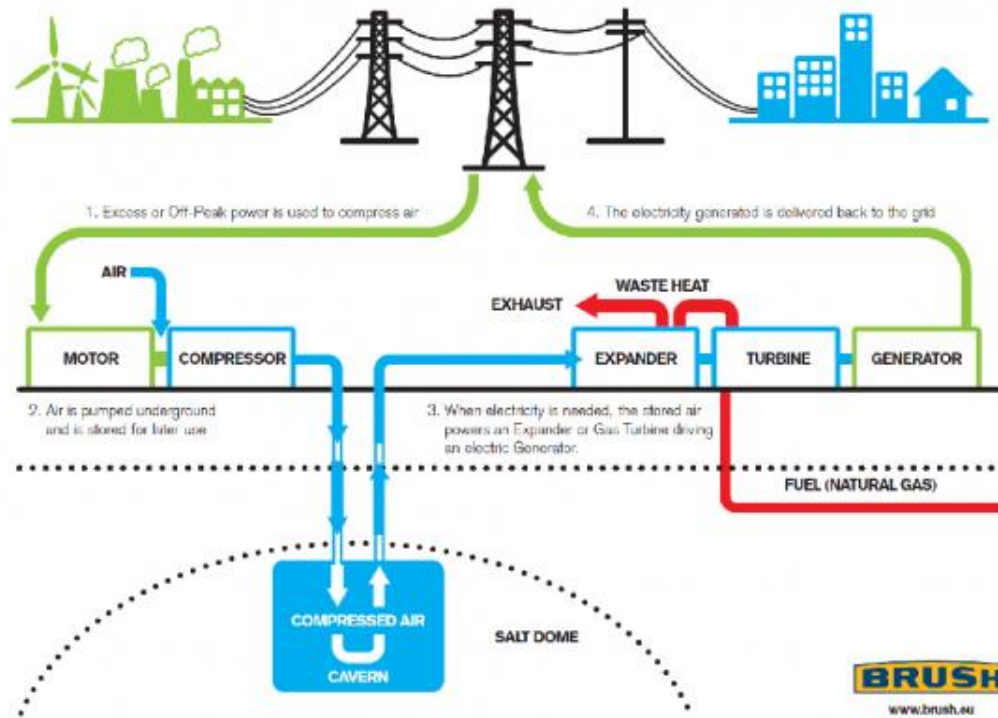 1. Excess or Off-Peak power is used to compress air
4. The electricity generated is delivered back to the grid
AIR
WASTE HEAT
EXHAUST
MOTOR
COMPRESSOR
EXPANDER
TURBINE
GENERATOR
2. Air is pumped underground
and is stored for later use
3. When electricity is needed, the stored air
powers an Expander or Gas Turbine driving
an electric Generator.
FUEL (NATURAL GAS)
COMPRESSED AIR
CAVERN
SALT DOME
BRUSH
www.brush.eu